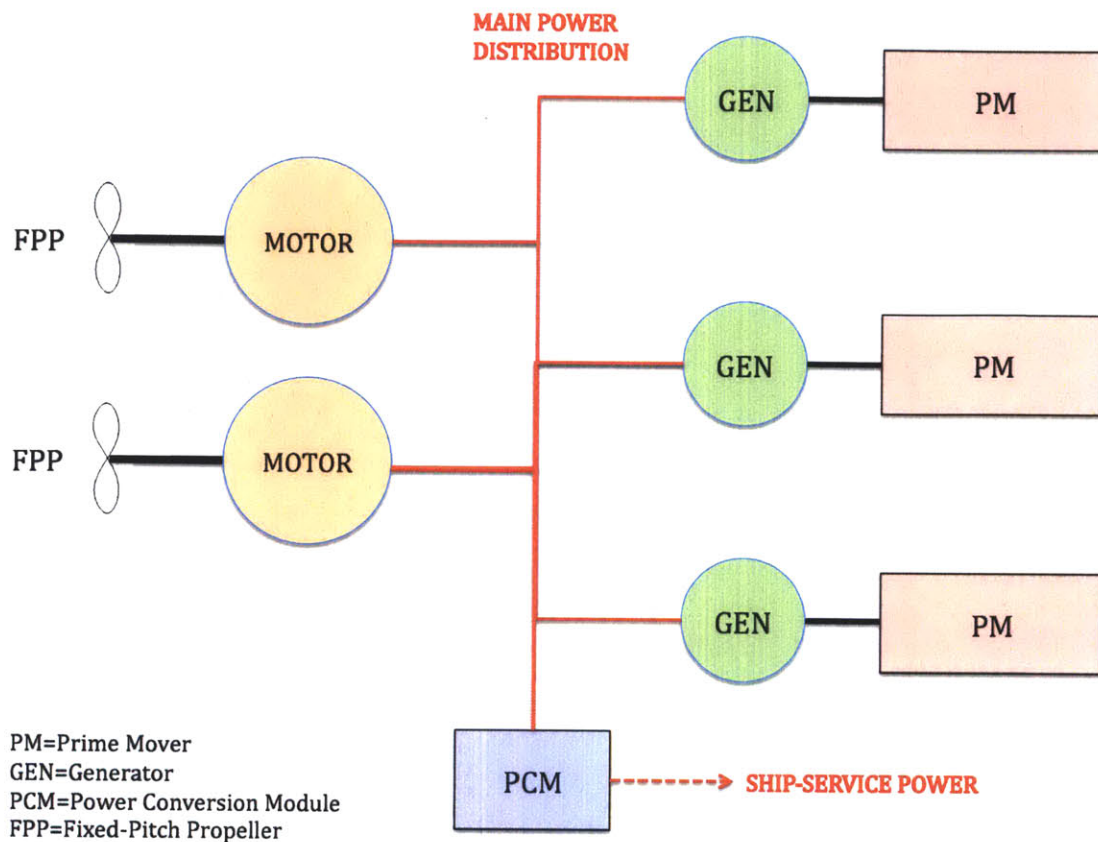 MAIN POWER
DISTRIBUTION
GEN
PM
FPP
MOTOR
GEN
PM
FPP
MOTOR
GEN
PM
PM=Prime Mover
GEN=Generator
PCM=Power Conversion Module
FPP=Fixed-Pitch Propeller
PCM
SHIP-SERVICE POWER